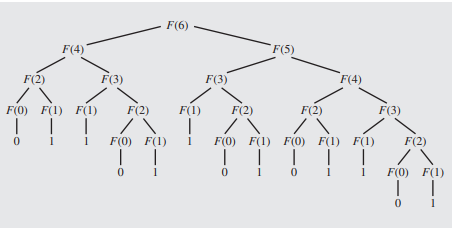 F(6)
F(4) F(5)
F(2) F(3) F(3) F(4)
F(0) F(1) F(1) F(2) F(1) F(2) F(2) F(3)
0 1 1 F(0) F(1) 1 F(0) F(1) F(0) F(1) F(1) F(2)
0 1 0 1 0 1 1 F(0) F(1)
0 1